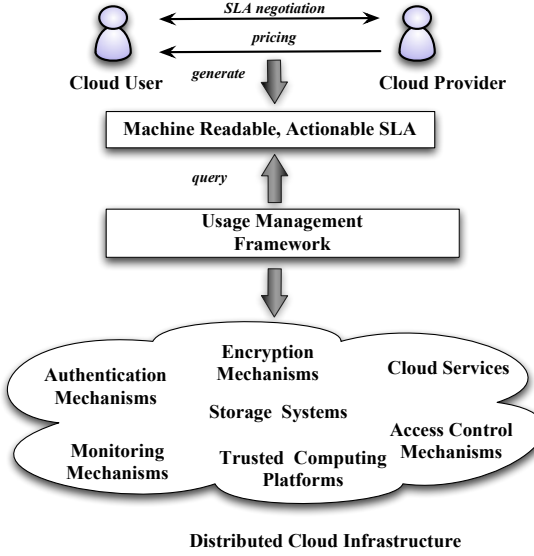 SLA negotiation
pricing
Cloud User
Cloud Provider
generate
Machine Readable, Actionable SLA
query
Usage Management
Framework
Encryption
Mechanisms
Cloud Services
Authentication
Mechanisms
Storage Systems
Access Control
Mechanisms
Monitoring
Mechanisms
Trusted Computing
Platforms
Distributed Cloud Infrastructure